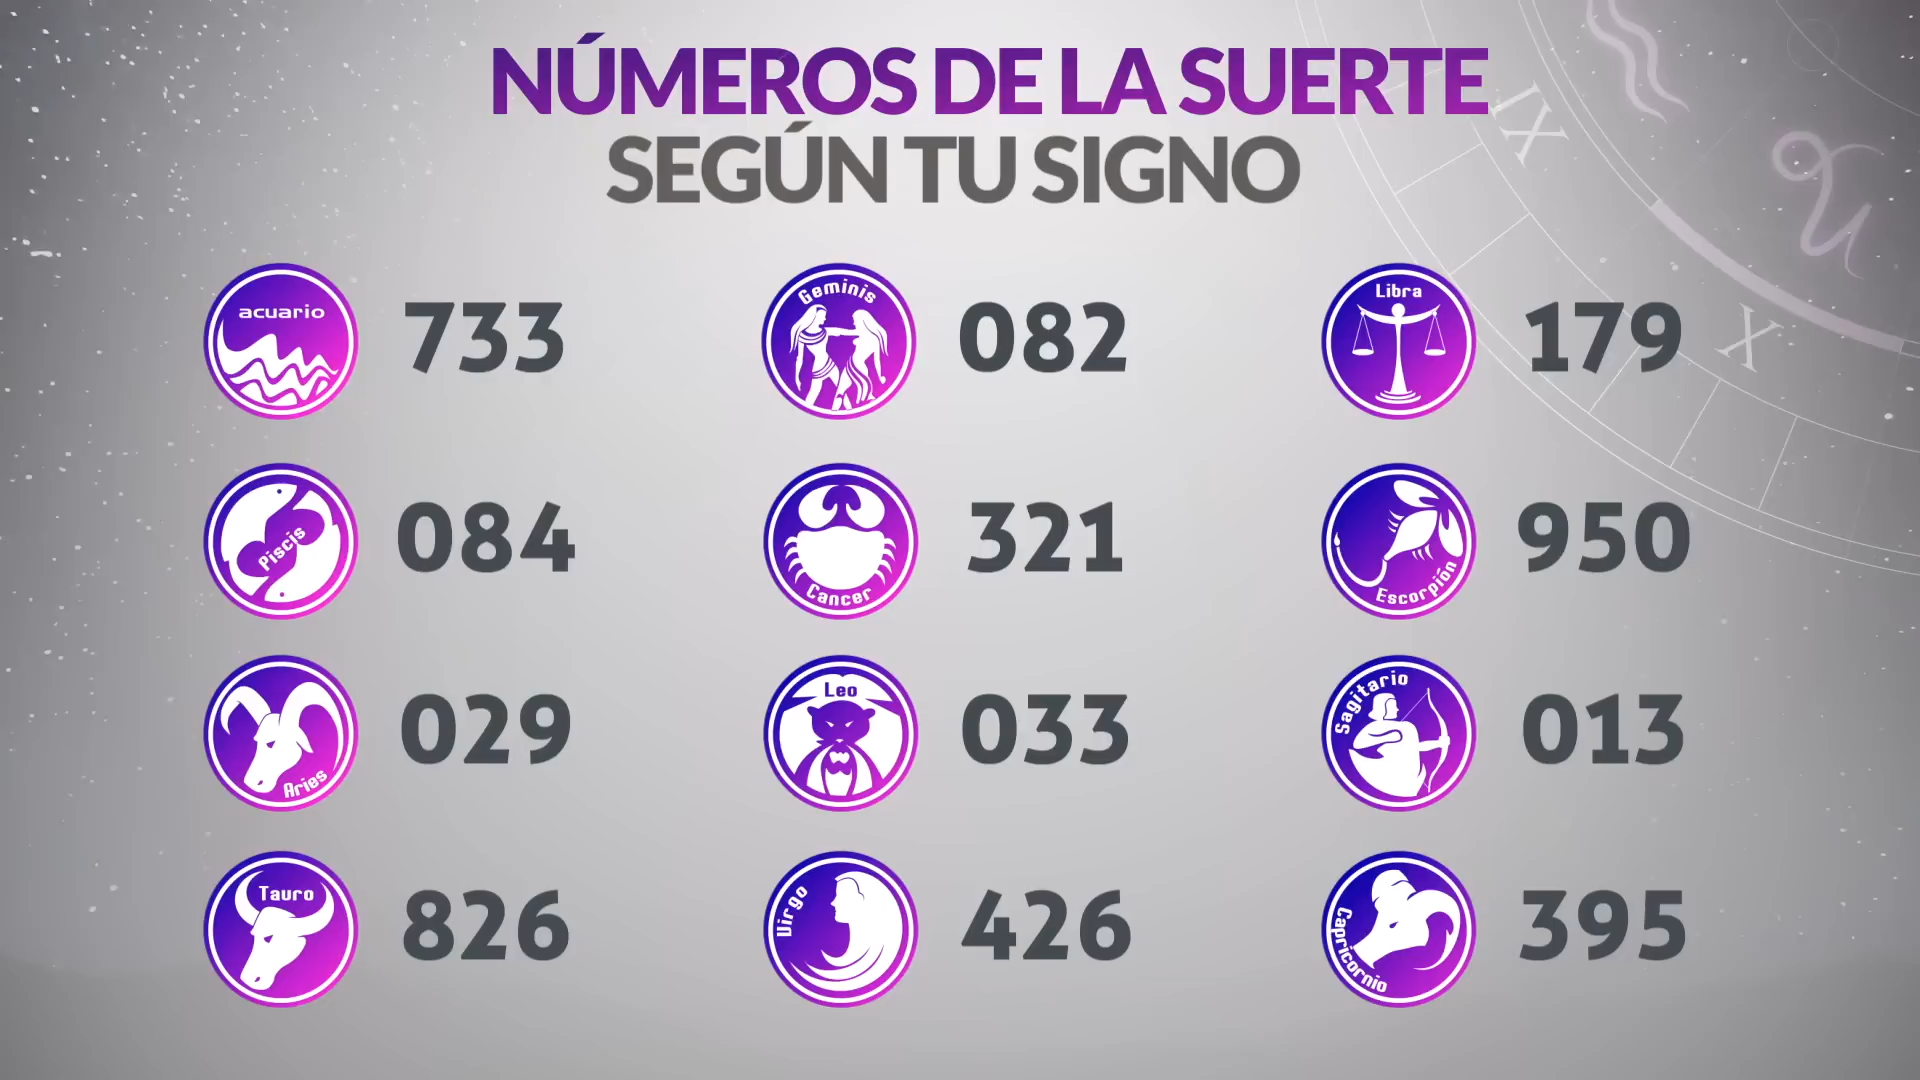 NÚMEROS DE LA SUERTE
SEGÚN TU SIGNO
acuario 733
Geminis 082
Libra 179
Piscis 084
Cancer 321
Escorpión 950
Aries 029
Leo 033
Sagitario 013
Tauro 826
Virgo 426
Capricornio 395
IX
X